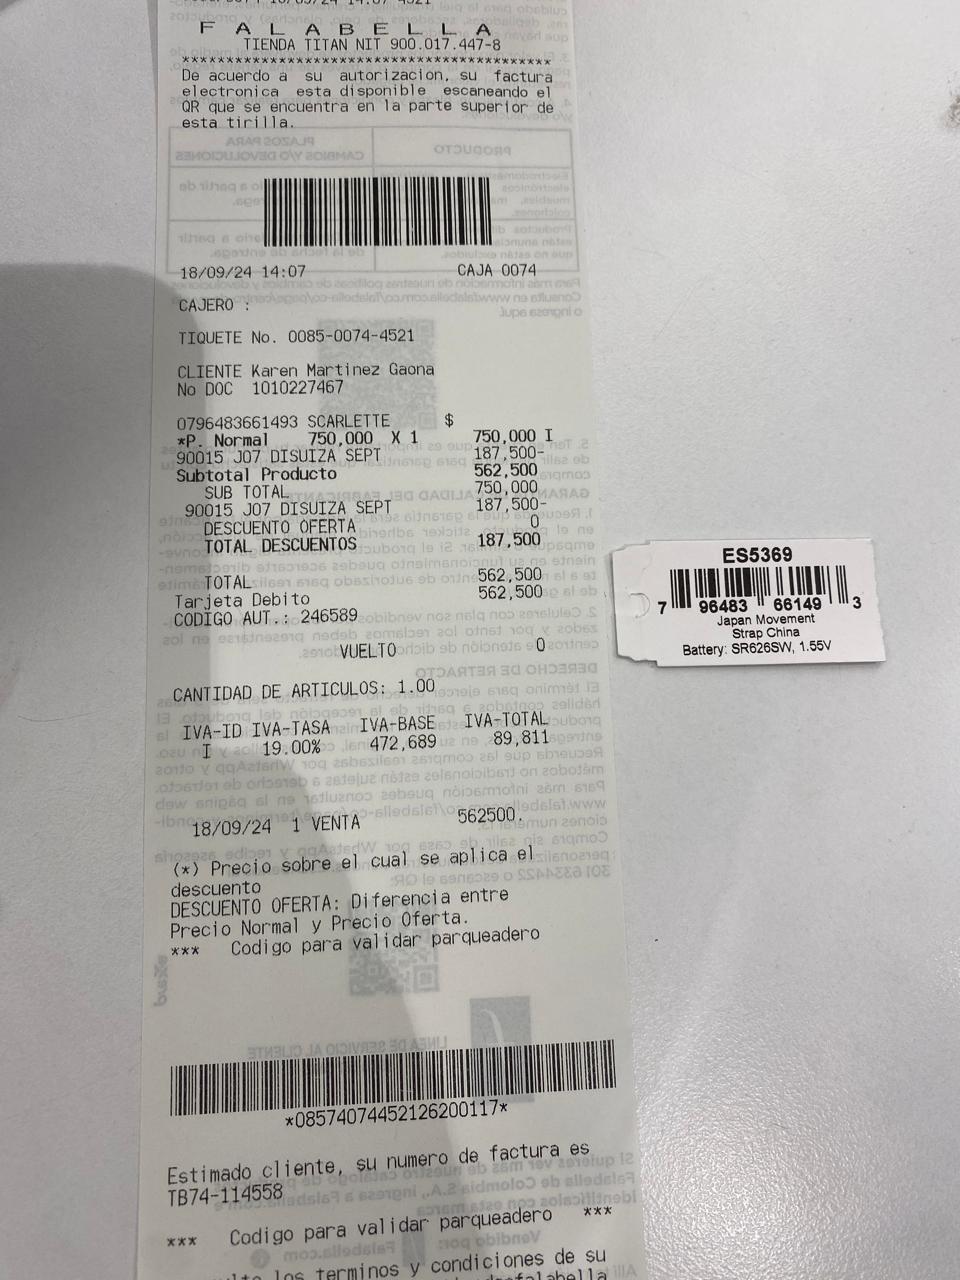 F A L A B E L L A
TIENDA TITAN NIT 900.017.447-8
******************************************
De acuerdo a su autorizacion, su factura
electronica esta disponible escaneando el
QR que se encuentra en la parte superior de
esta tirilla.
18/09/24 14:07 CAJA 0074
CAJERO :
TIQUETE No. 0085-0074-4521
CLIENTE Karen Martinez Gaona
No DOC 1010227467
0796483661493 SCARLETTE $
*P. Normal 750,000 X 1 750,000 I
90015 J07 DISUIZA SEPT 187,500-
Subtotal Producto 562,500
SUB TOTAL 750,000
90015 J07 DISUIZA SEPT 187,500-
DESCUENTO OFERTA 0
TOTAL DESCUENTOS 187,500
TOTAL 562,500
Tarjeta Debito 562,500
CODIGO AUT.: 246589
VUELTO 0
CANTIDAD DE ARTICULOS: 1.00
IVA-ID IVA-TASA IVA-BASE IVA-TOTAL
I 19.00% 472,689 89,811
18/09/24 1 VENTA 562500.
(*) Precio sobre el cual se aplica el
descuento
DESCUENTO OFERTA: Diferencia entre
Precio Normal y Precio Oferta.
*** Codigo para validar parqueadero
*08574074452126200117*
Estimado cliente, su numero de factura es
TB74-114558
*** Codigo para validar parqueadero ***
los terminos y condiciones de su
ES5369
7 96483 66149 3
Japan Movement
Strap China
Battery: SR626SW, 1.55V